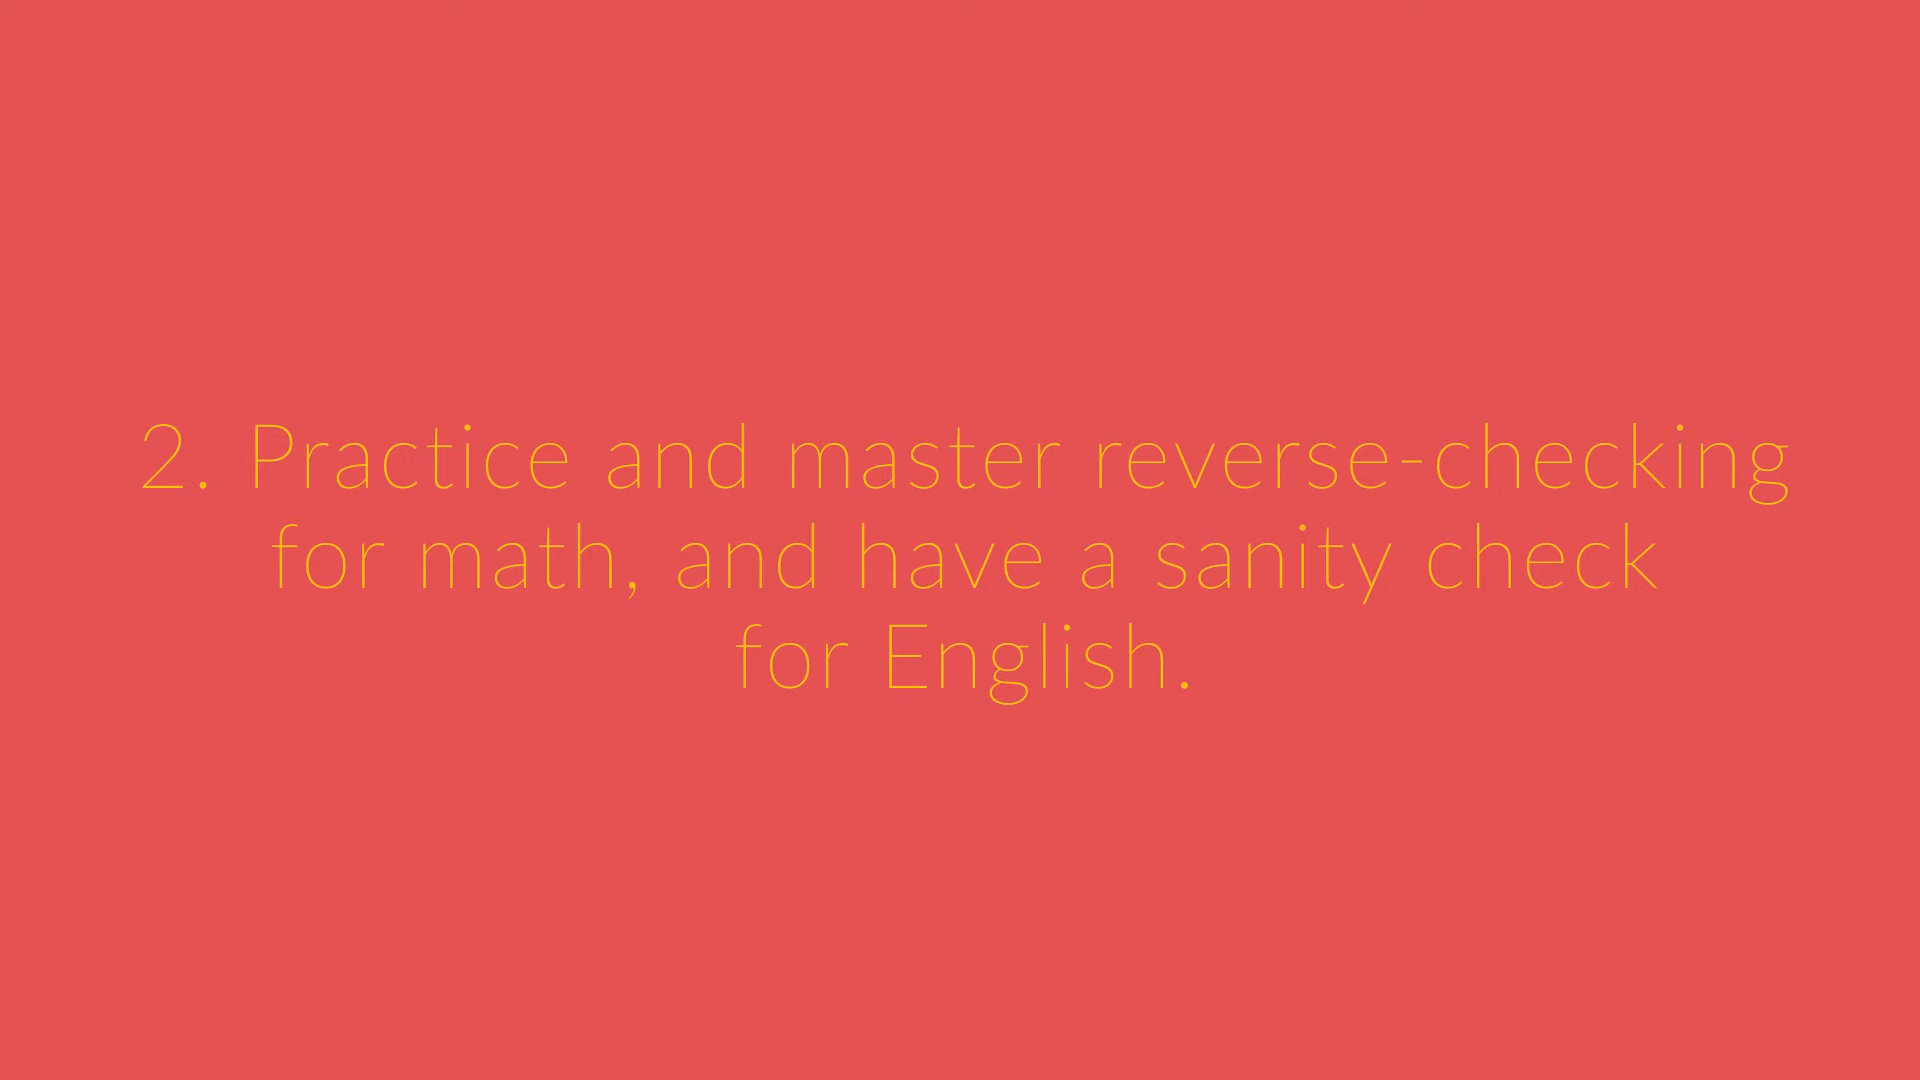 2. Practice and master reverse-checking
for math, and have a sanity check
for English.